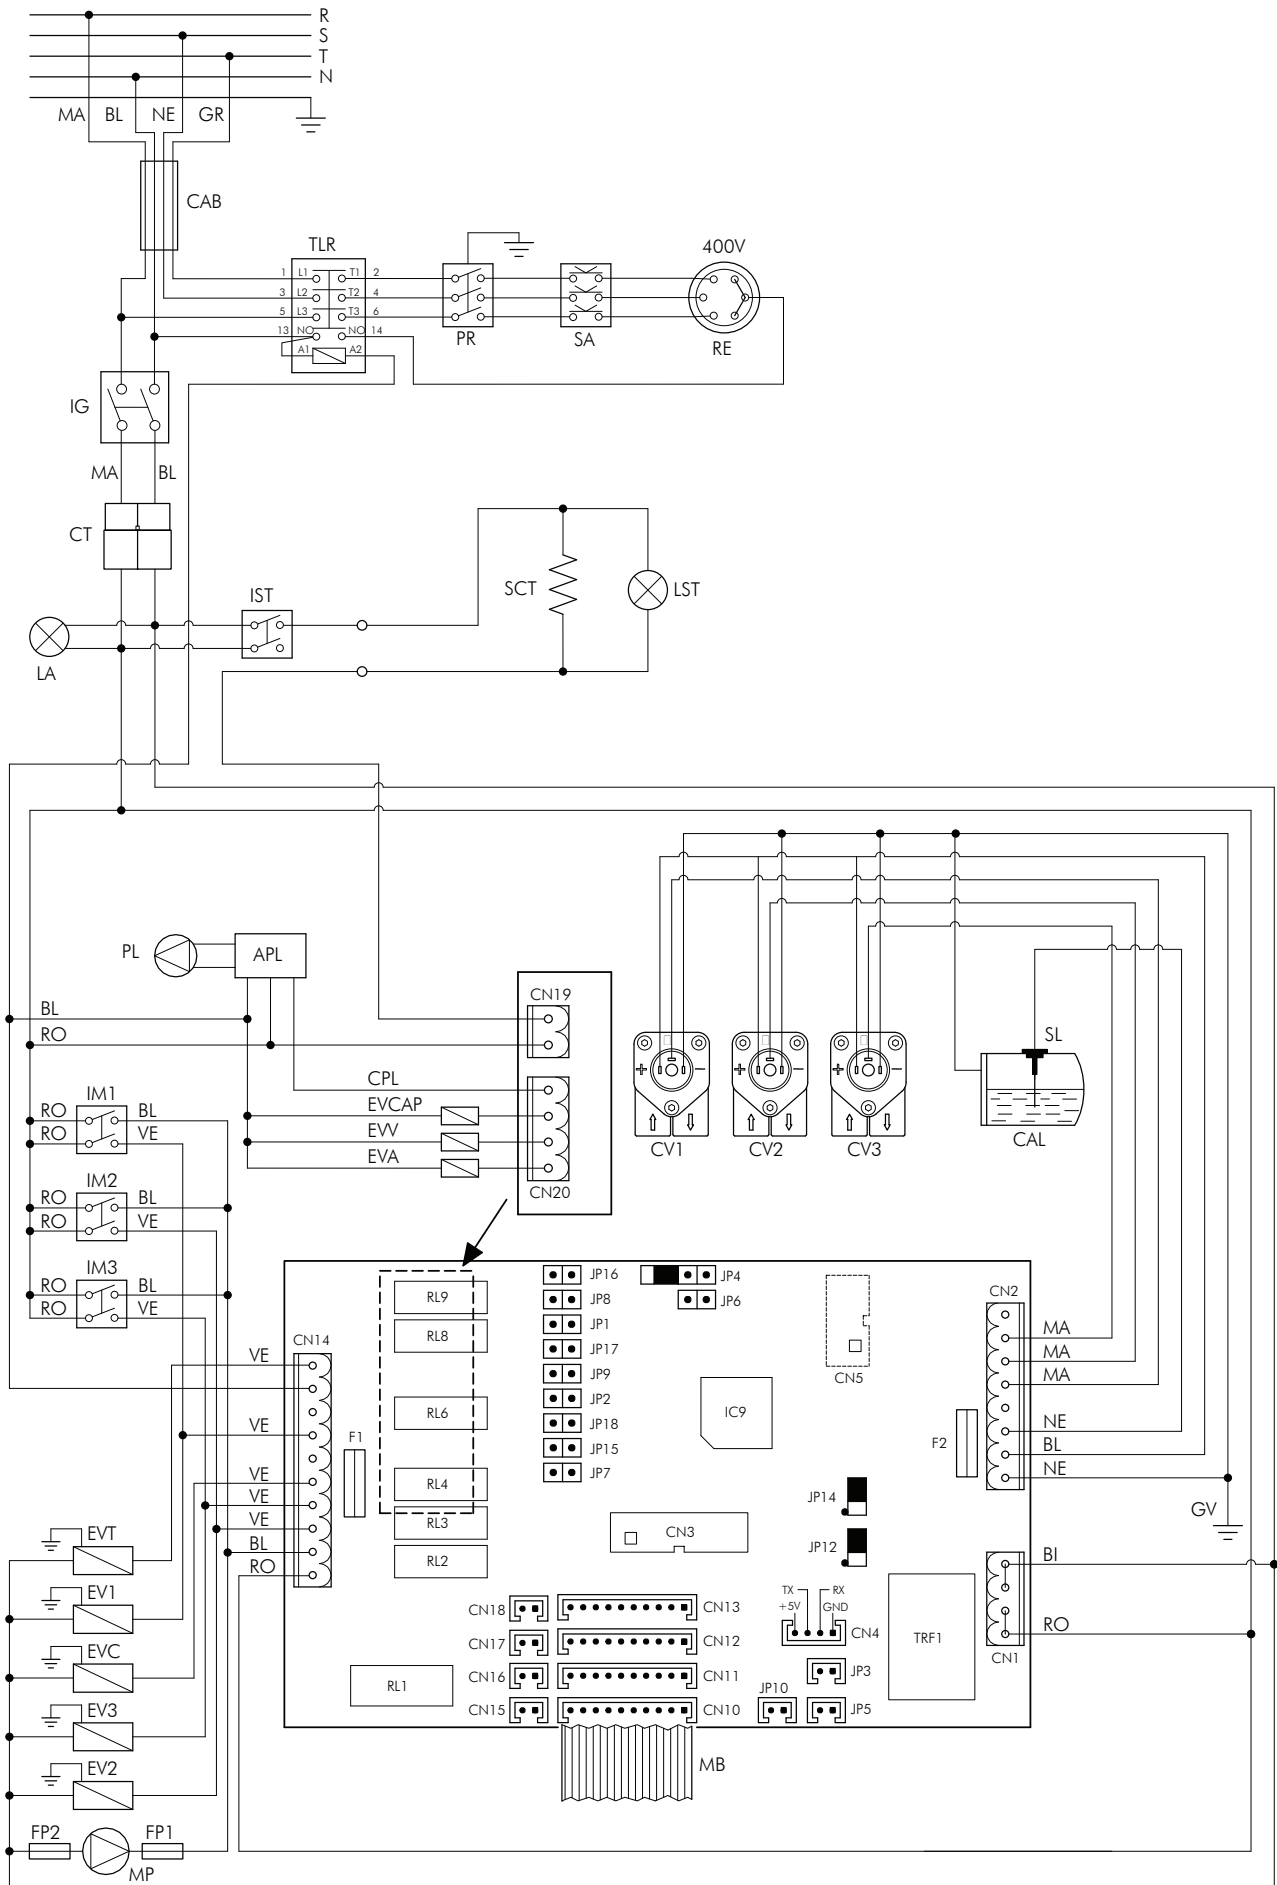 R
S
T
N
MA BL NE GR
CAB
TLR
400V
1 L1 T1 2
3 L2 T2 4
5 L3 T3 6
13 NO NO 14
A1 A2
PR
SA
RE
IG
MA BL
CT
IST
SCT
LST
LA
PL
APL
BL
RO
CN19
CPL
EVCAP
EVV
EVA
CN20
SL
CAL
CV1
CV2
CV3
IM1
RO BL
RO VE
IM2
RO BL
RO VE
IM3
RO BL
RO VE
CN14
VE
VE
VE
VE
VE
BL
RO
F1
RL9
RL8
RL6
RL4
RL3
RL2
RL1
JP16
JP8
JP1
JP17
JP9
JP2
JP18
JP15
JP7
JP4
JP6
CN5
IC9
CN2
MA
MA
MA
NE
BL
NE
F2
GV
JP14
JP12
CN3
BI
RO
CN1
TX RX
+5V GND
CN4
TRF1
JP3
JP10
JP5
CN18 CN13
CN17 CN12
CN16 CN11
CN15 CN10
MB
EVT
EV1
EVC
EV3
EV2
FP2 FP1
MP